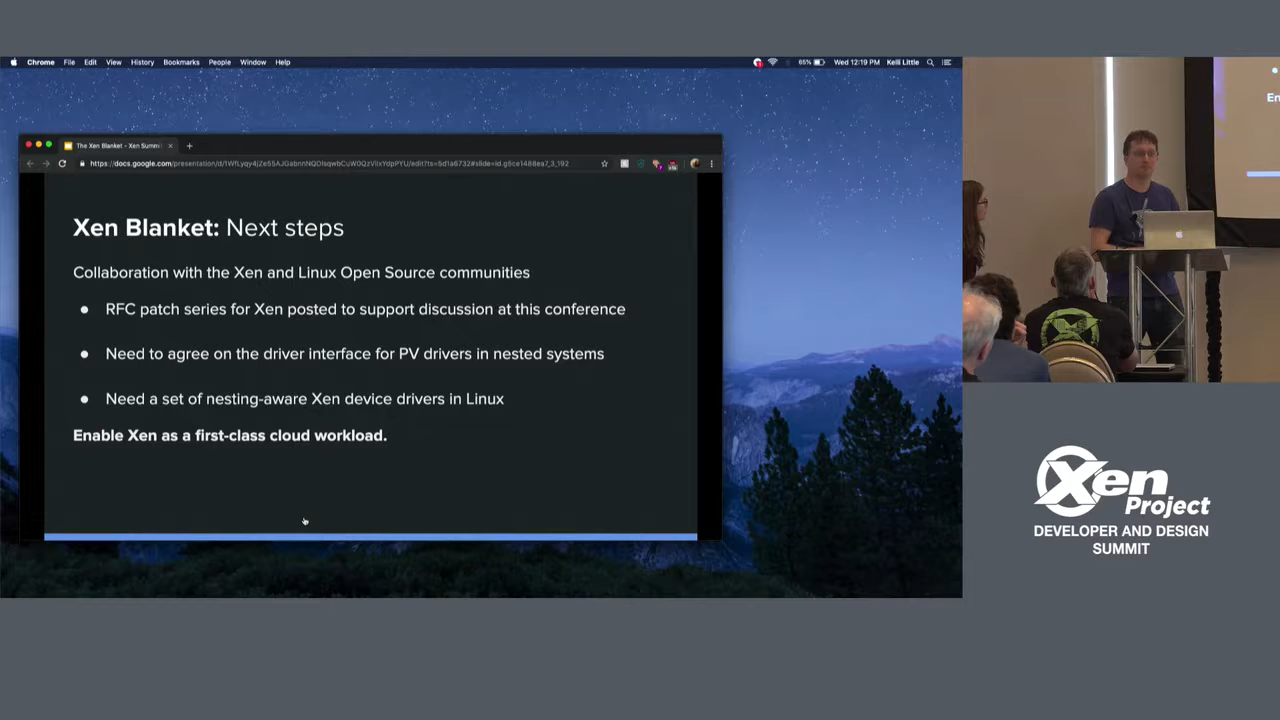 Chrome File Edit View History Bookmarks People Window Help
65% Wed 12:19 PM Kelli Little
The Xen Blanket - Xen Summi
Xen Blanket: Next steps
Collaboration with the Xen and Linux Open Source communities
● RFC patch series for Xen posted to support discussion at this conference
● Need to agree on the driver interface for PV drivers in nested systems
● Need a set of nesting-aware Xen device drivers in Linux
Enable Xen as a first-class cloud workload.
En
Xen
Project
DEVELOPER AND DESIGN
SUMMIT